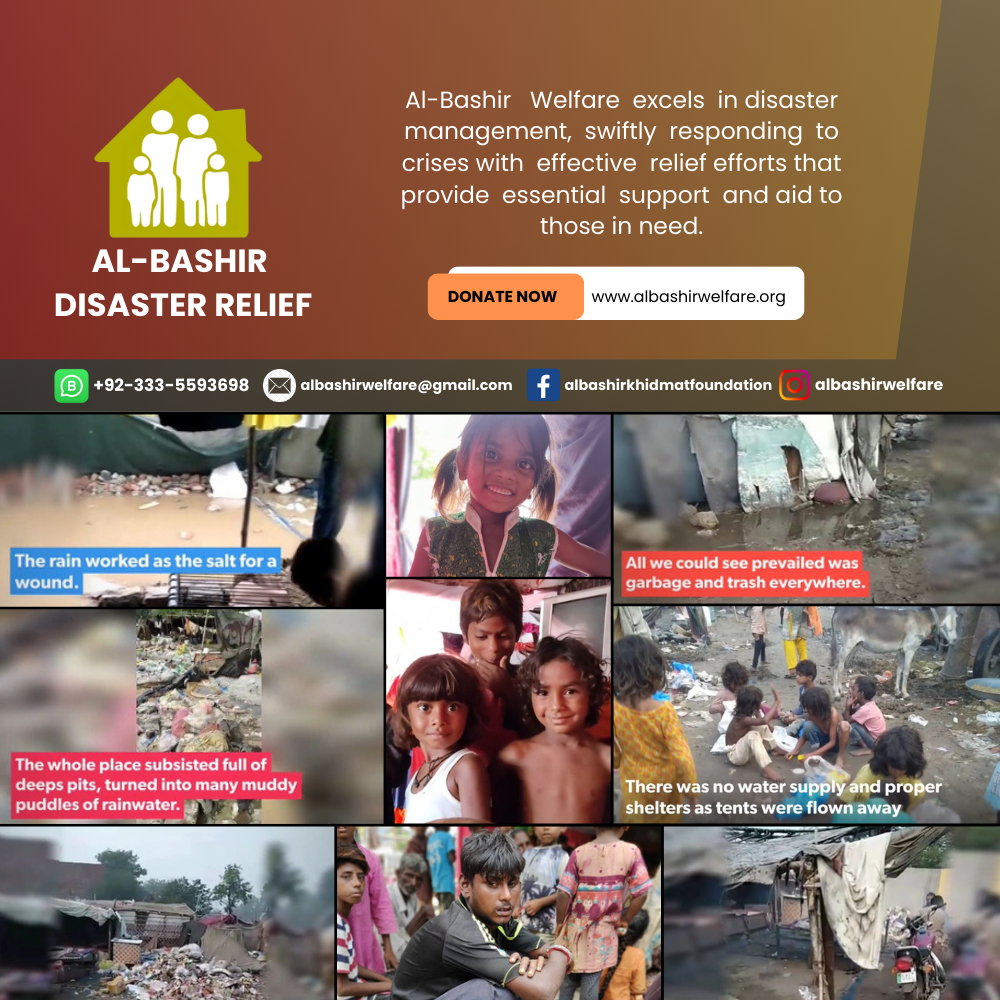 Al-Bashir Welfare excels in disaster
management, swiftly responding to
crises with effective relief efforts that
provide essential support and aid to
those in need.
AL-BASHIR
DISASTER RELIEF
DONATE NOW
www.albashirwelfare.org
+92-333-5593698
albashirwelfare@gmail.com
albashirkhidmatfoundation
albashirwelfare
The rain worked as the salt for a
wound.
All we could see prevailed was
garbage and trash everywhere.
The whole place subsisted full of
deeps pits, turned into many muddy
puddles of rainwater.
There was no water supply and proper
shelters as tents were flown away